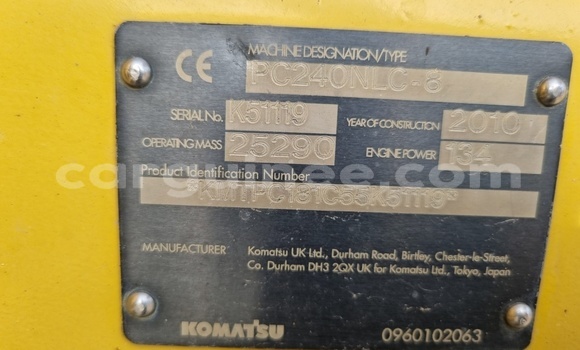 CE
MACHINE DESIGNATION/TYPE
PC240NLC-8
SERIAL No. K51119 YEAR OF CONSTRUCTION 2010
OPERATING MASS 25290 ENGINE POWER 134
Product Identification Number
MANUFACTURER Komatsu UK Ltd., Durham Road, Birtley, Chester-le-Street,
Co. Durham DH3 2QX UK for Komatsu Ltd., Tokyo, Japan
KOMATSU 0960102063